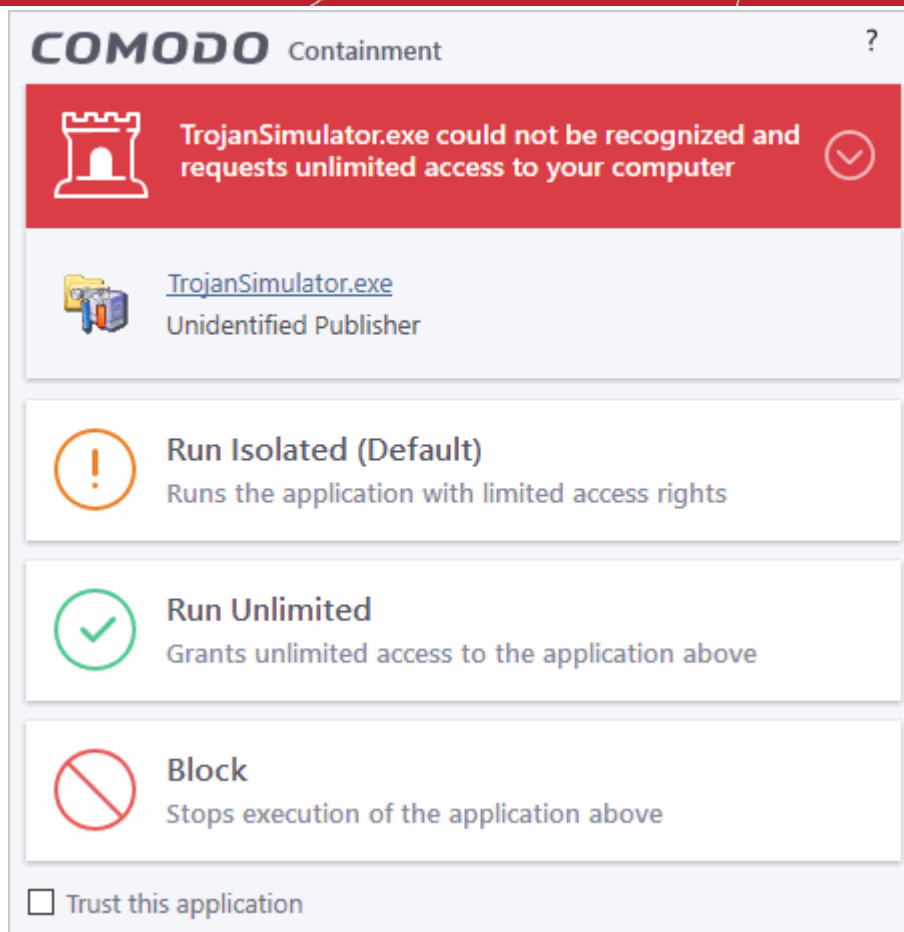 COMODO Containment ?
TrojanSimulator.exe could not be recognized and
requests unlimited access to your computer
TrojanSimulator.exe
Unidentified Publisher
Run Isolated (Default)
Runs the application with limited access rights
Run Unlimited
Grants unlimited access to the application above
Block
Stops execution of the application above
Trust this application